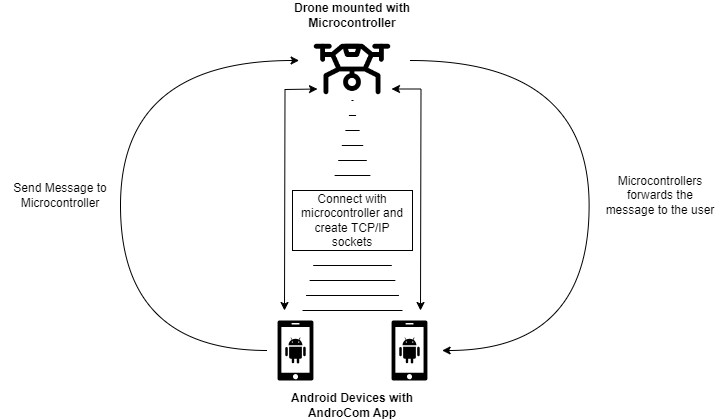 Drone mounted with
Microcontroller
Send Message to
Microcontroller
Connect with
microcontroller and
create TCP/IP
sockets
Microcontrollers
forwards the
message to the user
Android Devices with
AndroCom App